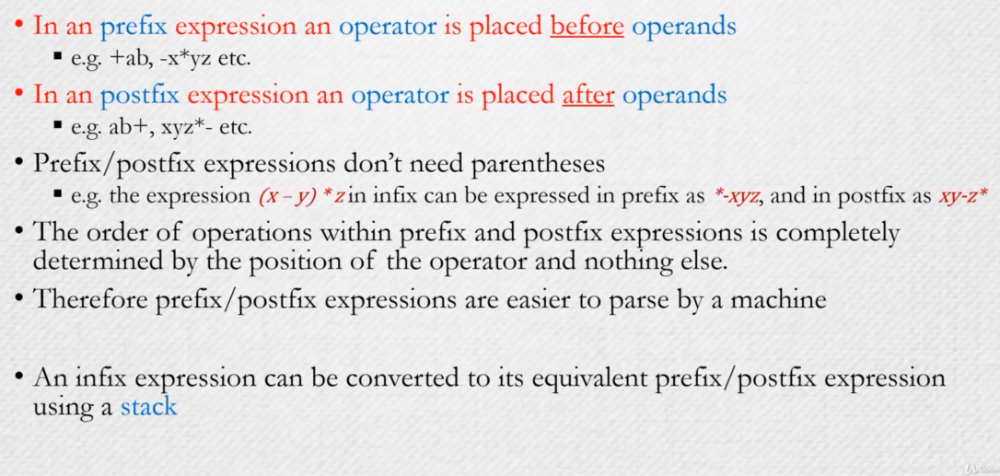 • In an prefix expression an operator is placed before operands
▪ e.g. +ab, -x*yz etc.
• In an postfix expression an operator is placed after operands
▪ e.g. ab+, xyz*- etc.
• Prefix/postfix expressions don't need parentheses
▪ e.g. the expression (x – y) * z in infix can be expressed in prefix as *-xyz, and in postfix as xy-z*
• The order of operations within prefix and postfix expressions is completely
determined by the position of the operator and nothing else.
• Therefore prefix/postfix expressions are easier to parse by a machine
• An infix expression can be converted to its equivalent prefix/postfix expression
using a stack